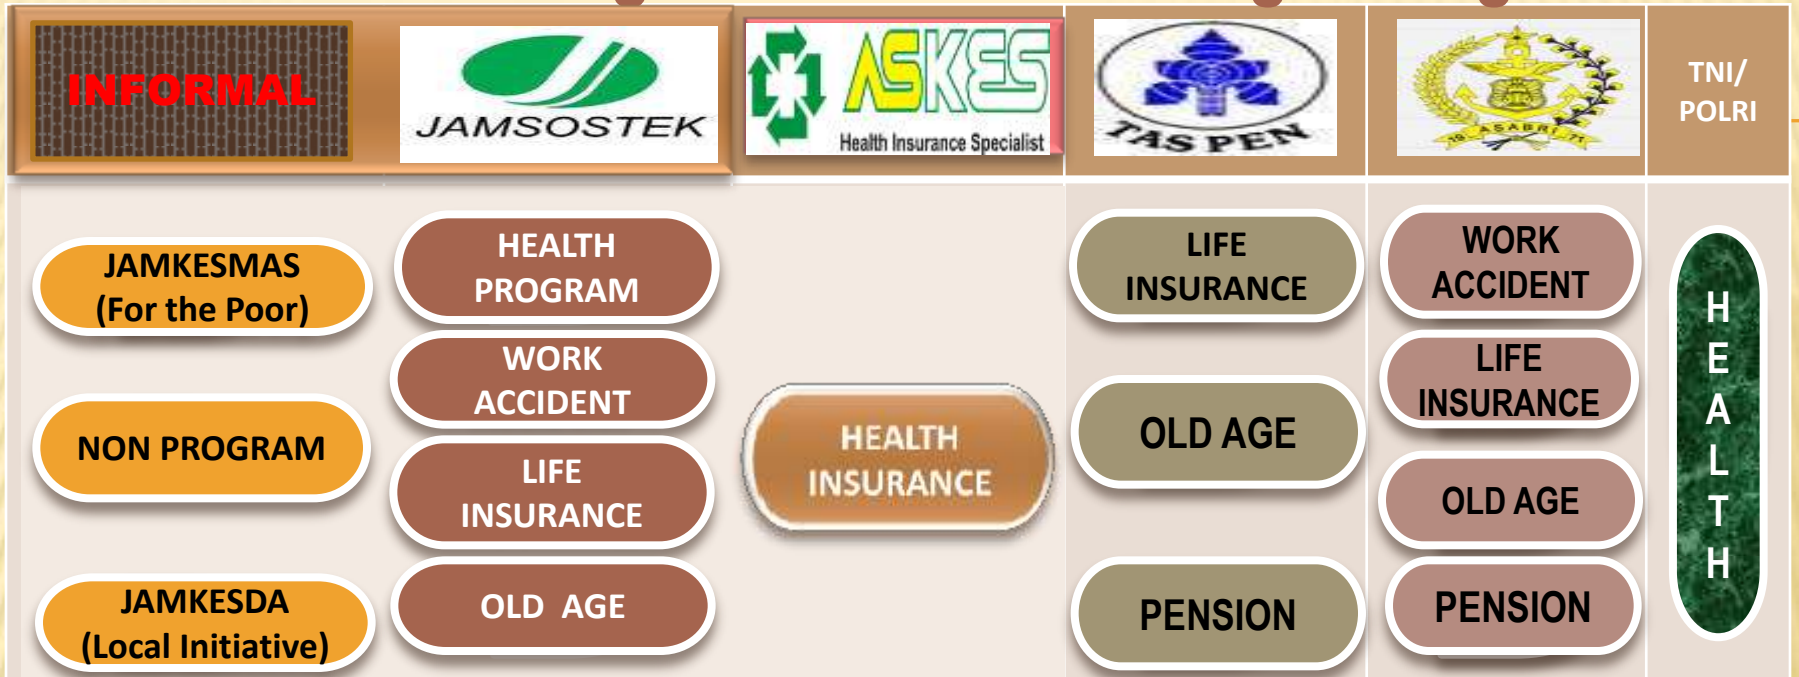 INFORMAL
JAMSOSTEK
ASKES
Health Insurance Specialist
TASPEN
ASABRI
TNI/
POLRI
JAMKESMAS
(For the Poor)
NON PROGRAM
JAMKESDA
(Local Initiative)
HEALTH
PROGRAM
WORK
ACCIDENT
LIFE
INSURANCE
OLD AGE
HEALTH
INSURANCE
LIFE
INSURANCE
OLD AGE
PENSION
WORK
ACCIDENT
LIFE
INSURANCE
OLD AGE
PENSION
HEALTH